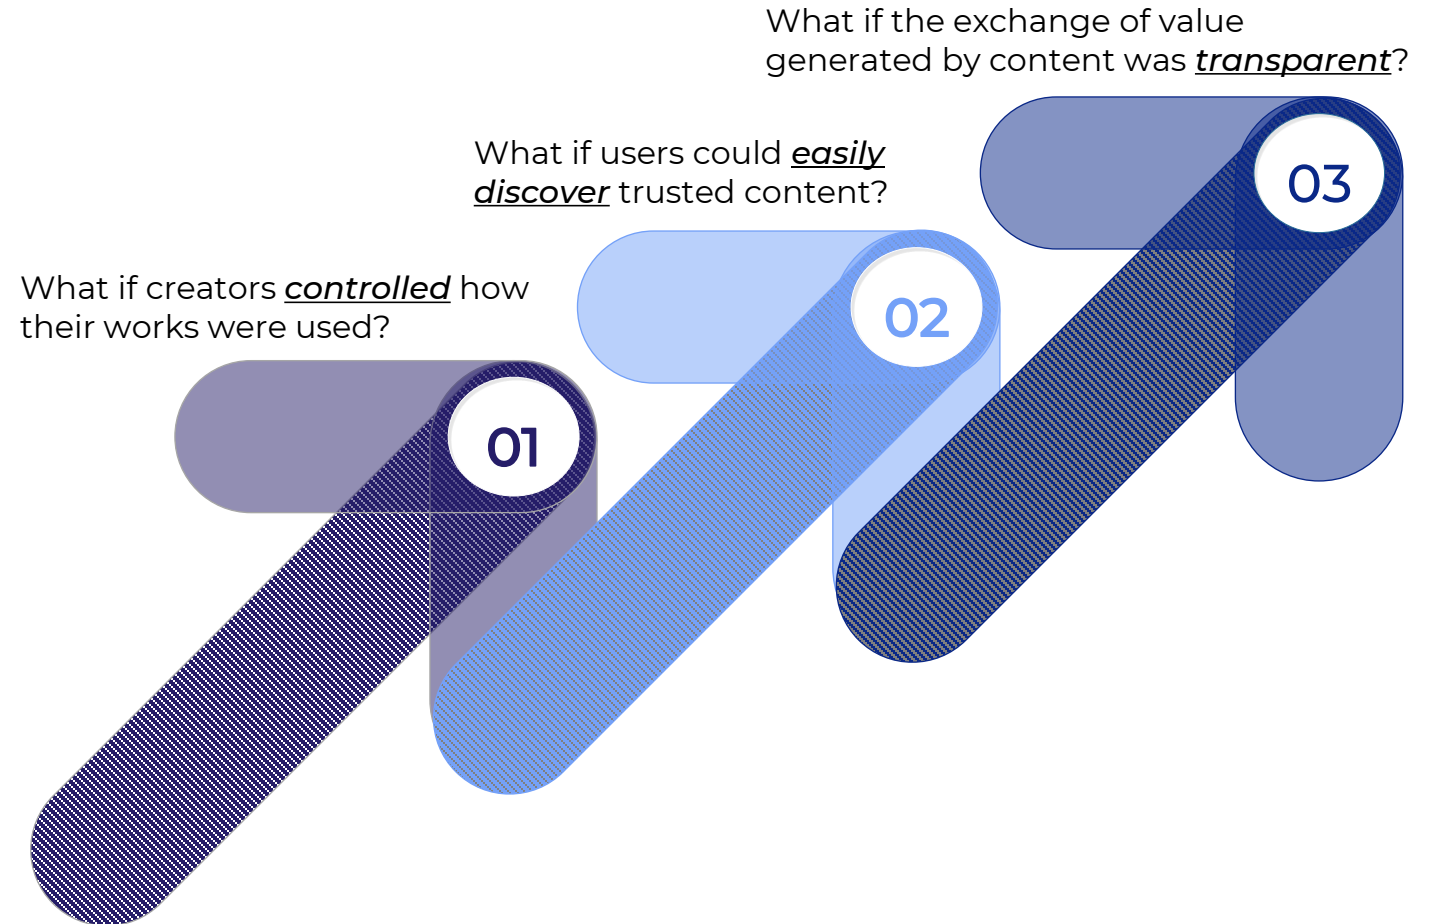 What if the exchange of value
generated by content was transparent?
What if users could easily
discover trusted content?
03
What if creators controlled how
their works were used?
02
01